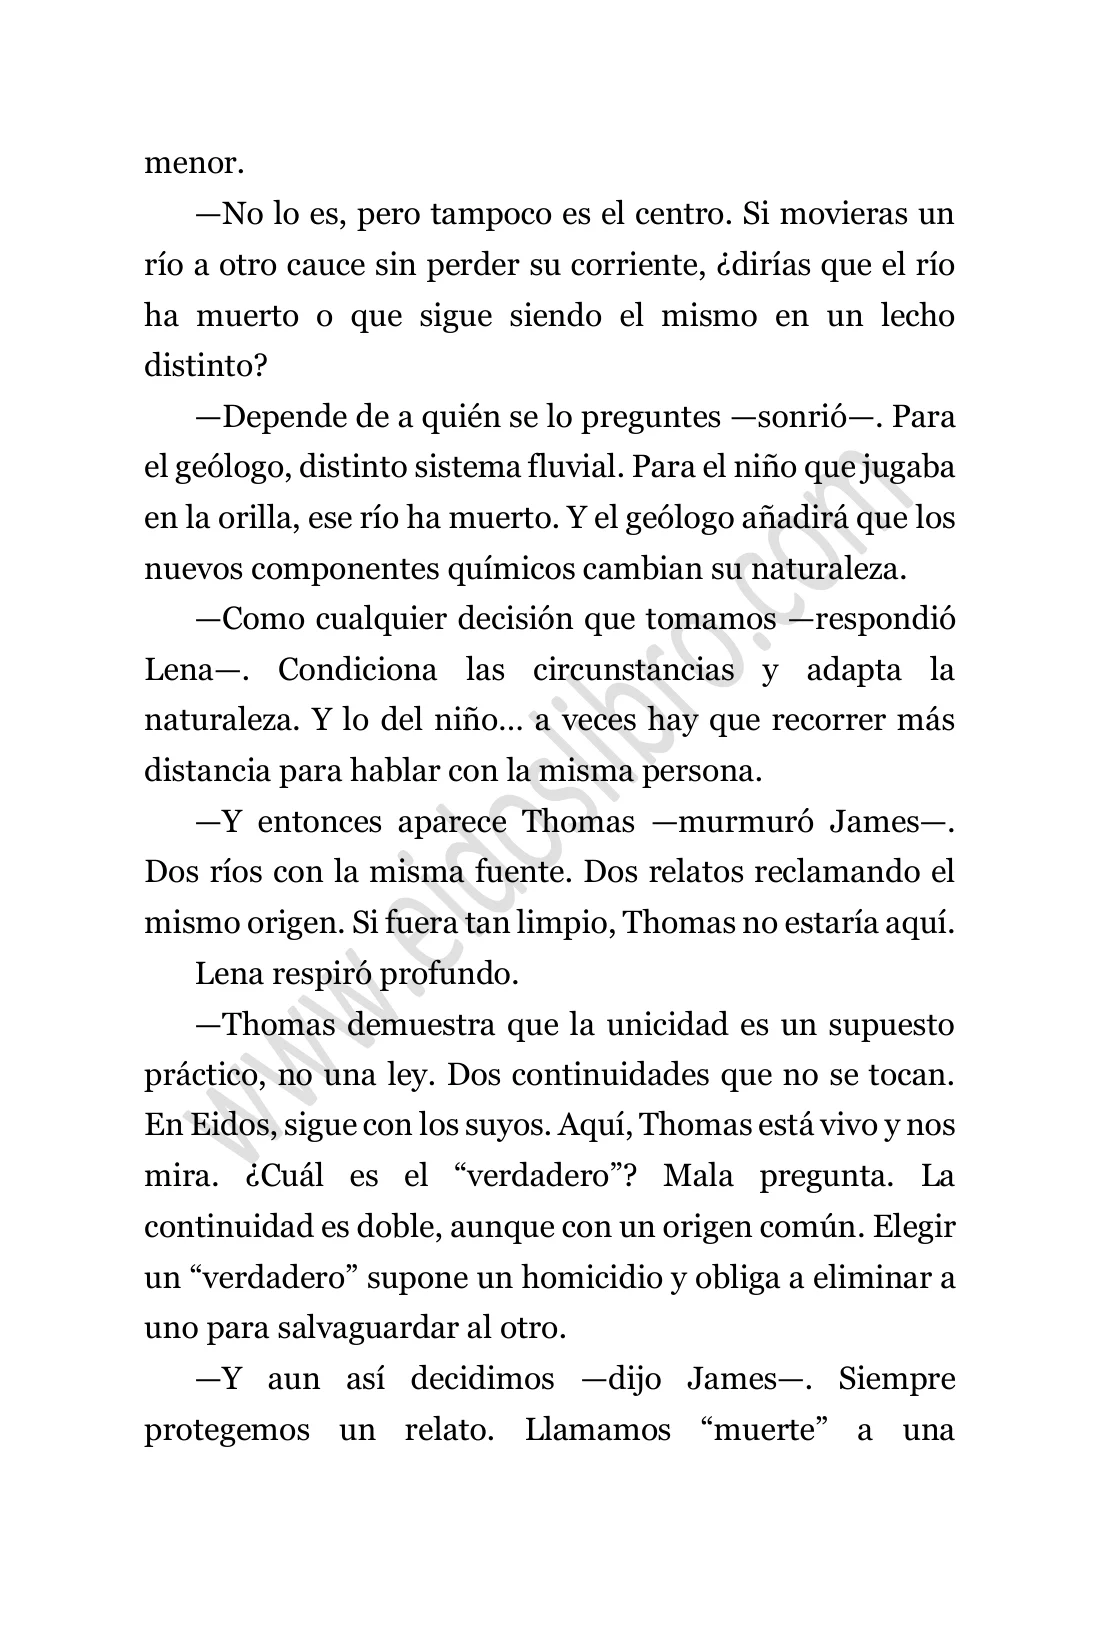 menor.
—No lo es, pero tampoco es el centro. Si movieras un
río a otro cauce sin perder su corriente, ¿dirías que el río
ha muerto o que sigue siendo el mismo en un lecho
distinto?
—Depende de a quién se lo preguntes —sonrió—. Para
el geólogo, distinto sistema fluvial. Para el niño que jugaba
en la orilla, ese río ha muerto. Y el geólogo añadirá que los
nuevos componentes químicos cambian su naturaleza.
—Como cualquier decisión que tomamos —respondió
Lena—. Condiciona las circunstancias y adapta la
naturaleza. Y lo del niño… a veces hay que recorrer más
distancia para hablar con la misma persona.
—Y entonces aparece Thomas —murmuró James—.
Dos ríos con la misma fuente. Dos relatos reclamando el
mismo origen. Si fuera tan limpio, Thomas no estaría aquí.
Lena respiró profundo.
—Thomas demuestra que la unicidad es un supuesto
práctico, no una ley. Dos continuidades que no se tocan.
En Eidos, sigue con los suyos. Aquí, Thomas está vivo y nos
mira. ¿Cuál es el “verdadero”? Mala pregunta. La
continuidad es doble, aunque con un origen común. Elegir
un “verdadero” supone un homicidio y obliga a eliminar a
uno para salvaguardar al otro.
—Y aun así decidimos —dijo James—. Siempre
protegemos un relato. Llamamos “muerte” a una
www.eidoslibro.com